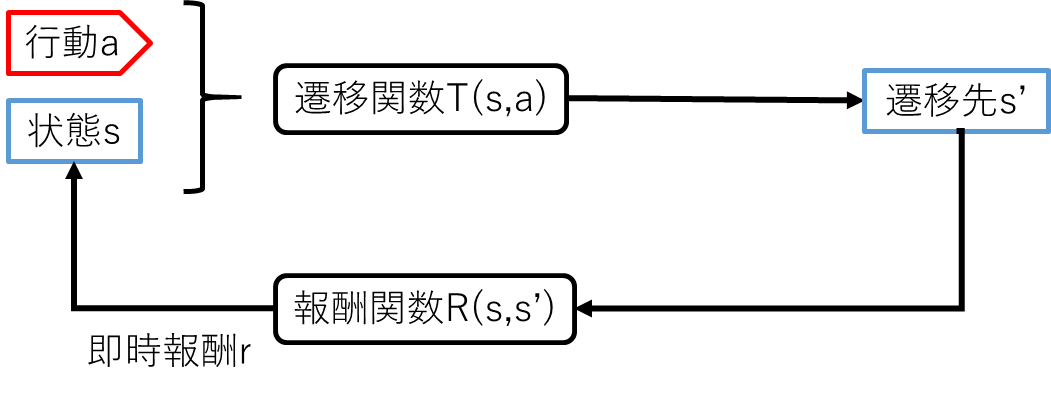 行動a
状態s
遷移関数T(s,a)
遷移先s’
報酬関数R(s,s’)
即時報酬r